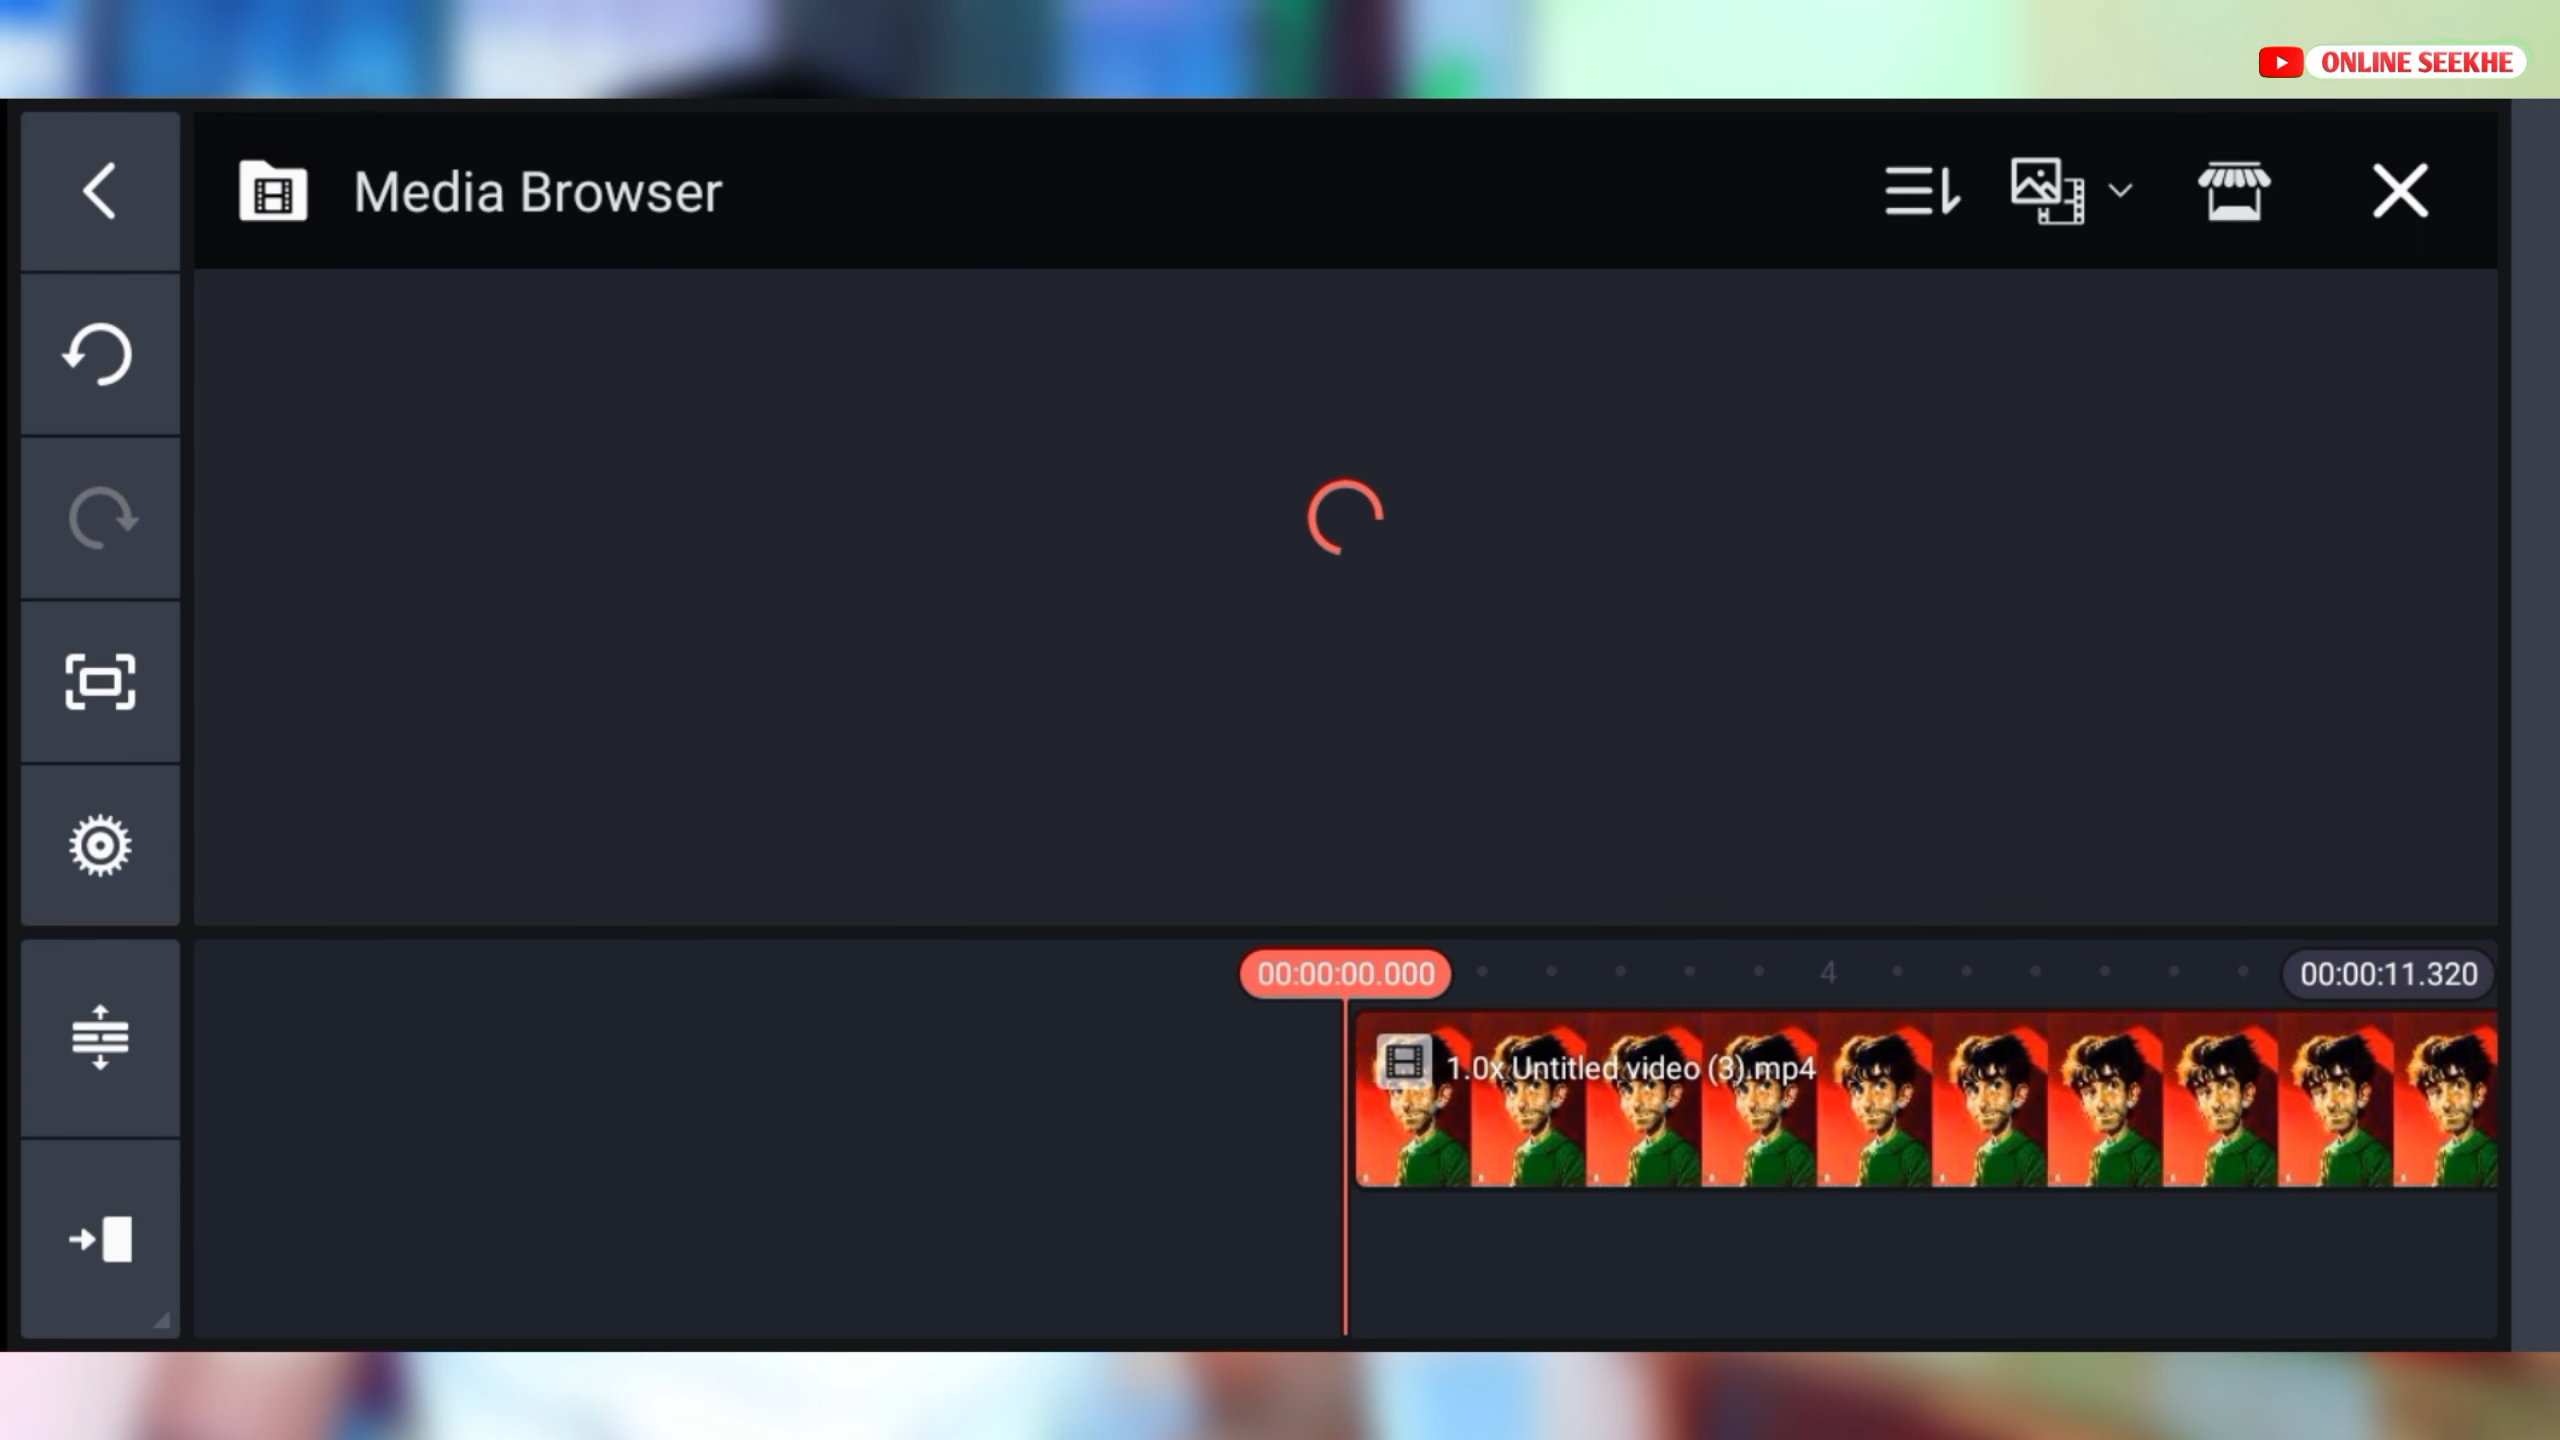 ONLINE SEEKHE
Media Browser
00:00:00.000
4
00:00:11.320
1.0x Untitled video (3).mp4